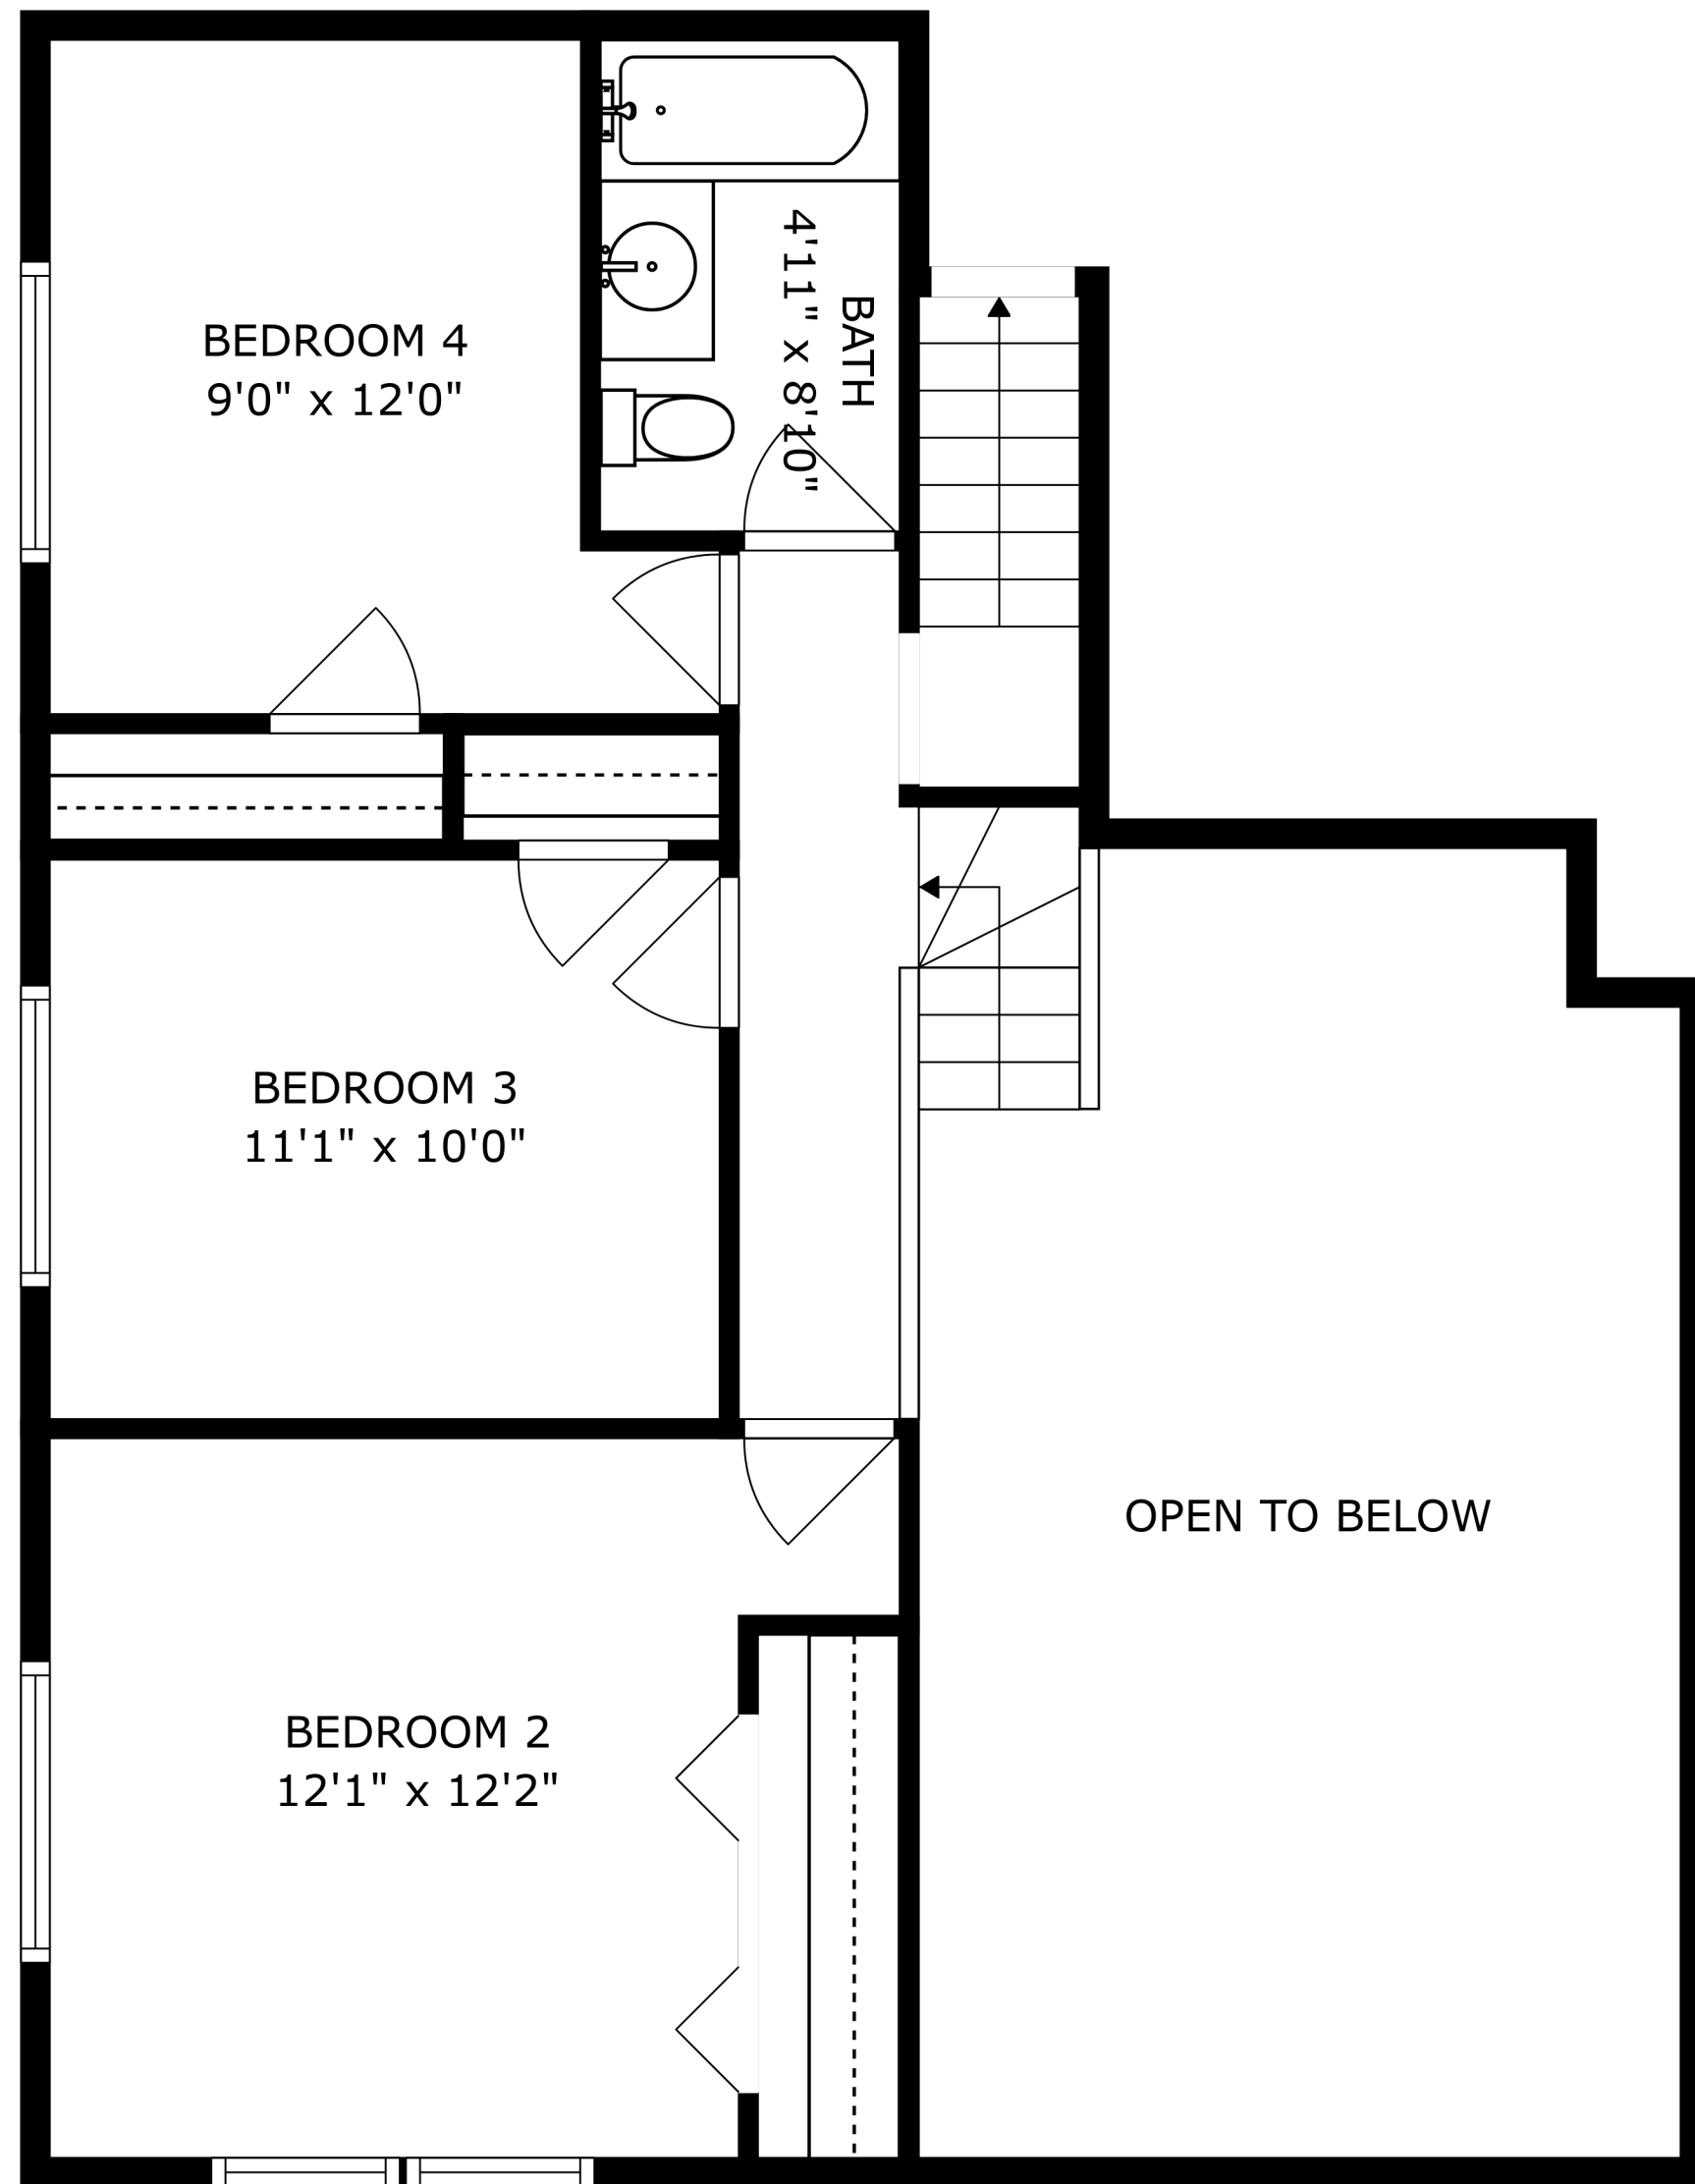 BATH
4'11" x 8'10"
BEDROOM 4
9'0" x 12'0"
BEDROOM 3
11'1" x 10'0"
OPEN TO BELOW
BEDROOM 2
12'1" x 12'2"